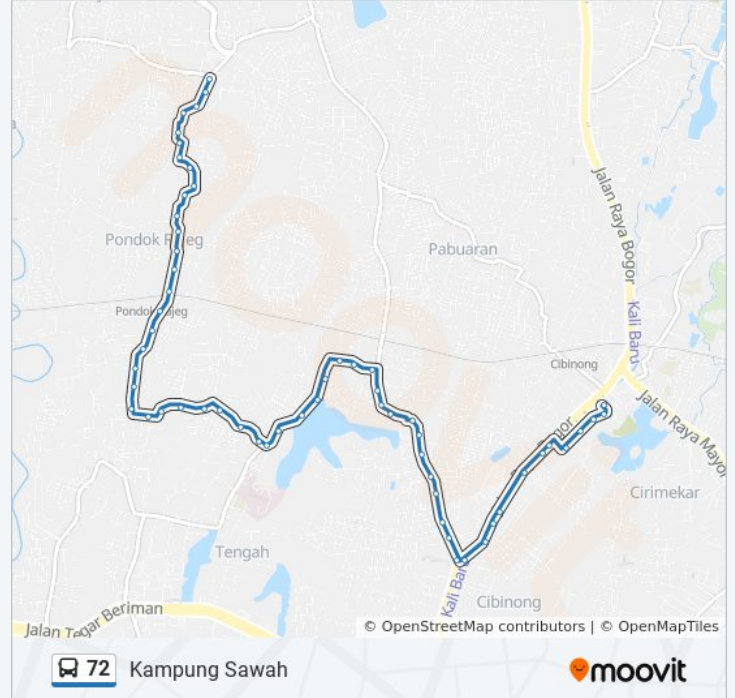 Jalan Raya Bogor
Pondok Rajeg
Pabuaran
Kali Baru
Pondok Rajeg
Cibinong
Jalan Raya Mayor
Bogor
Cirimekar
Tengah
Kali Baru
Cibinong
Jalan Tegar Beriman
© OpenStreetMap contributors | © OpenMapTiles
72 Kampung Sawah
moovit